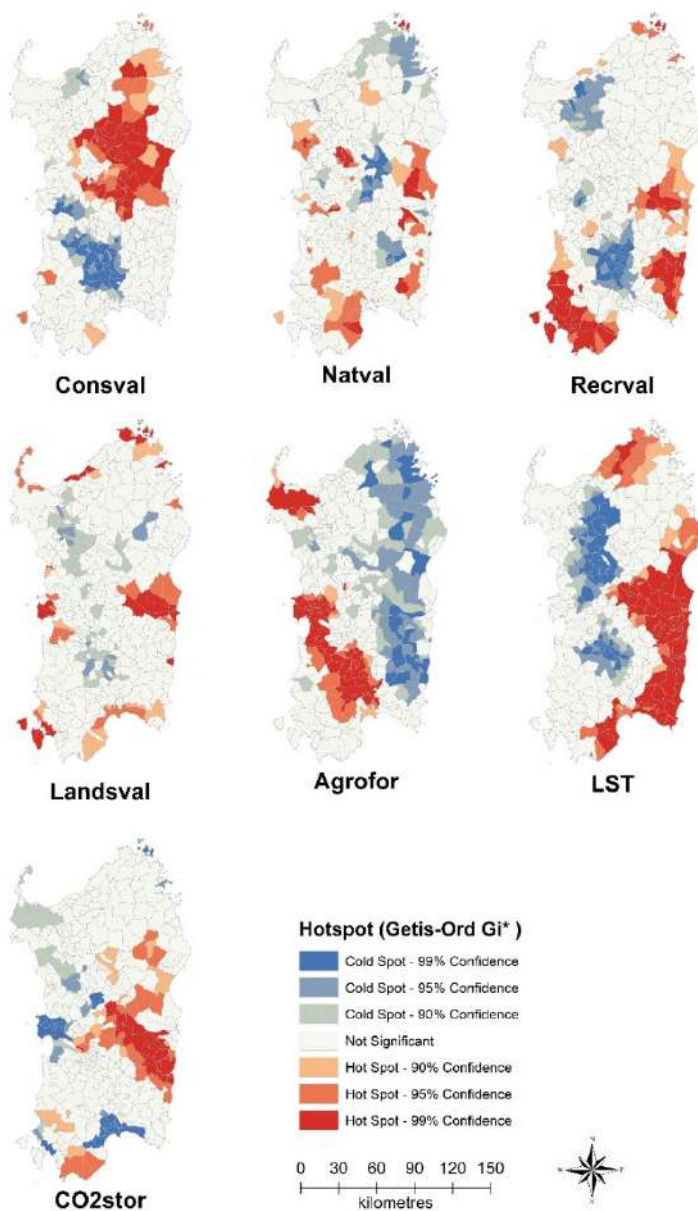 Consval
Natval
Recrval
Landsval
Agrofor
LST
CO2stor
Hotspot (Getis-Ord Gi* )
Cold Spot - 99% Confidence
Cold Spot - 95% Confidence
Cold Spot - 90% Confidence
Not Significant
Hot Spot - 90% Confidence
Hot Spot - 95% Confidence
Hot Spot - 99% Confidence
0 30 60 90 120 150
kilometres